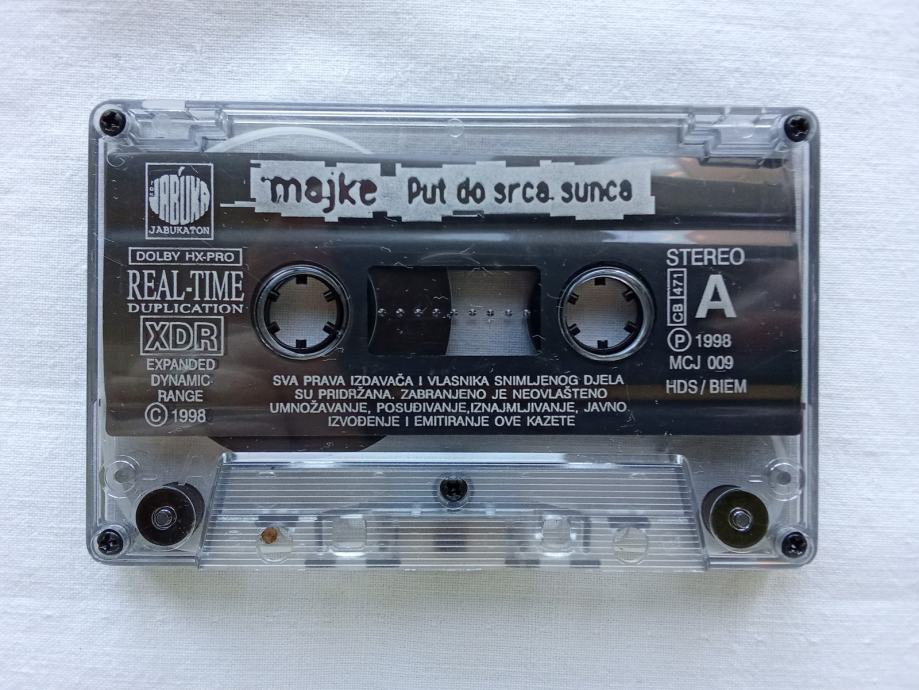 majke Put do srca sunca
JABUKA
JABUKATON
DOLBY HX-PRO
REAL-TIME
DUPLICATION
XDR
EXPANDED
DYNAMIC-
RANGE
© 1998
STEREO
CB 471
A
Ⓟ 1998
MCJ 009
HDS / BIEM
SVA PRAVA IZDAVAČA I VLASNIKA SNIMLJENOG DJELA
SU PRIDRŽANA. ZABRANJENO JE NEOVLAŠTENO
UMNOŽAVANJE, POSUĐIVANJE,IZNAJMLJIVANJE, JAVNO
IZVOĐENJE I EMITIRANJE OVE KAZETE